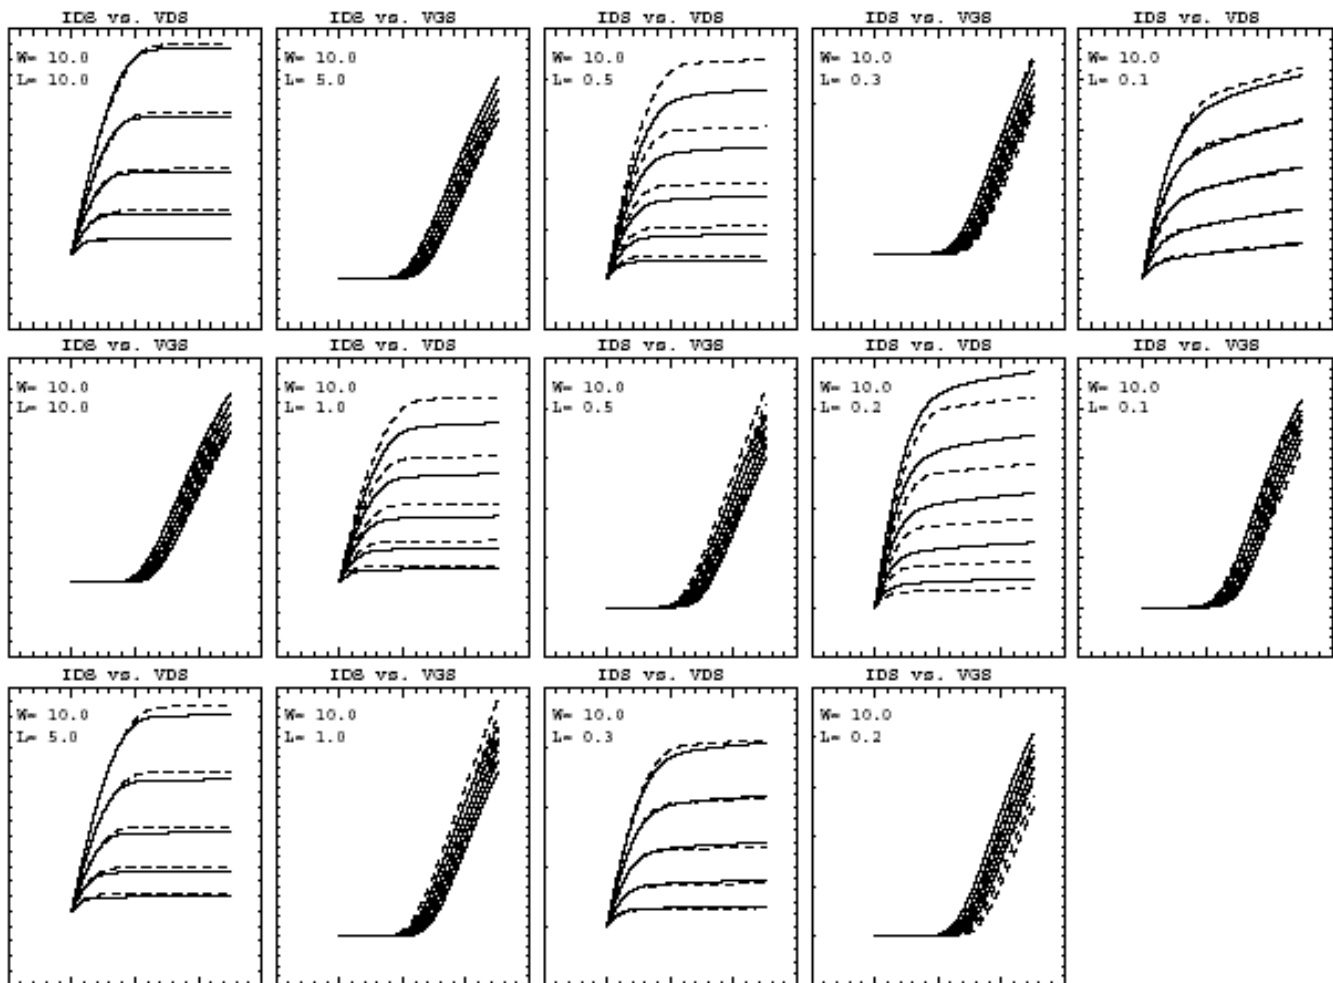 IDS vs. VDS
W= 10.0
L= 10.0
IDS vs. VGS
W= 10.0
L= 5.0
IDS vs. VDS
W= 10.0
L= 0.5
IDS vs. VGS
W= 10.0
L= 0.3
IDS vs. VDS
W= 10.0
L= 0.1
IDS vs. VGS
W= 10.0
L= 10.0
IDS vs. VDS
W= 10.0
L= 1.0
IDS vs. VGS
W= 10.0
L= 0.5
IDS vs. VDS
W= 10.0
L= 0.2
IDS vs. VGS
W= 10.0
L= 0.1
IDS vs. VDS
W= 10.0
L= 5.0
IDS vs. VGS
W= 10.0
L= 1.0
IDS vs. VDS
W= 10.0
L= 0.3
IDS vs. VGS
W= 10.0
L= 0.2